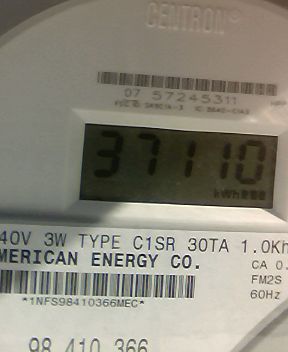 CENTRON®
07 57245311
37110
kWh
40V 3W TYPE C1SR 30TA 1.0Kh
MERICAN ENERGY CO.
CA 0.
FM2S
60Hz
*1NFS98410366MEC*
98 410 366